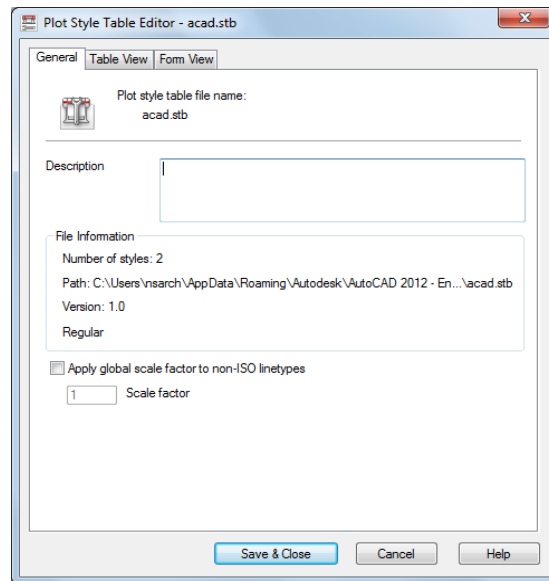 Plot Style Table Editor - acad.stb
General Table View Form View
Plot style table file name:
acad.stb
Description
File Information
Number of styles: 2
Path: C:\Users\nsarch\AppData\Roaming\Autodesk\AutoCAD 2012 - En...\acad.stb
Version: 1.0
Regular
Apply global scale factor to non-ISO linetypes
1 Scale factor
Save & Close Cancel Help